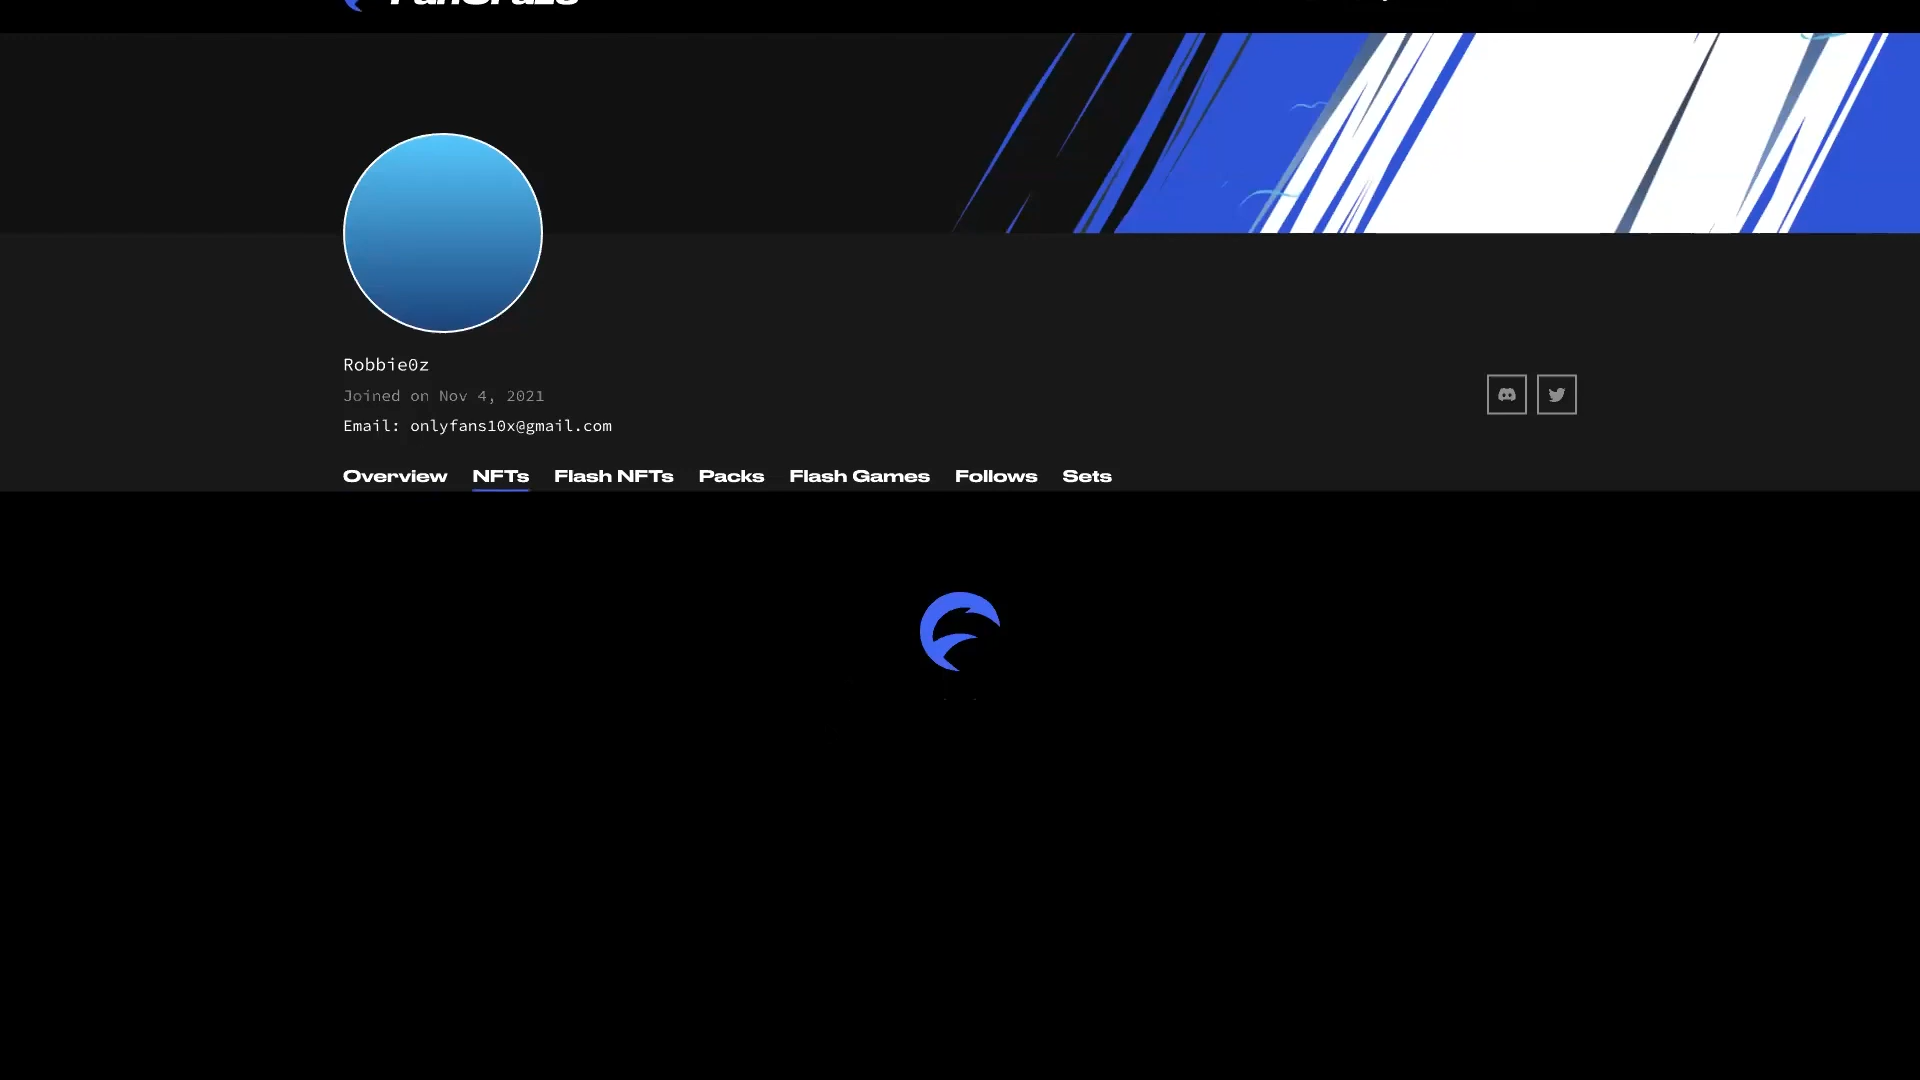 Robbie0z
Joined on Nov 4, 2021
Email: onlyfans10x@gmail.com
Overview NFTs Flash NFTs Packs Flash Games Follows Sets